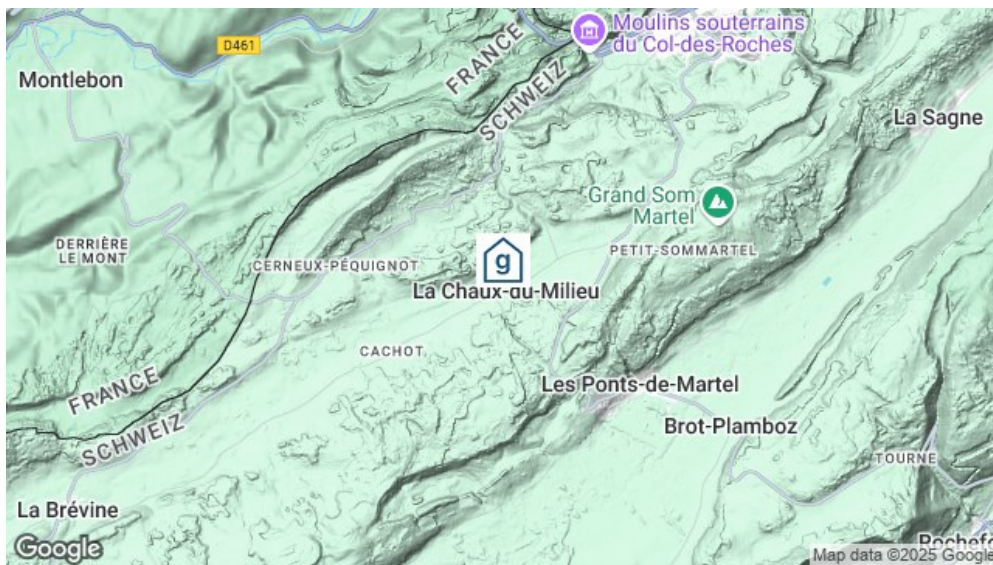 Moulins souterrains
du Col-des-Roches
D461
FRANCE
Montlebon
SCHWEIZ
La Sagne
Grand Som
Martel
DERRIÈRE
LE MONT
PETIT-SOMMARTEL
CERNEUX-PÉQUIGNOT
g
La Chaux-du-Milieu
CACHOT
FRANCE
Les Ponts-de-Martel
SCHWEIZ
Brot-Plamboz
TOURNE
La Brévine
Rochefo
Google
Map data ©2025 Google